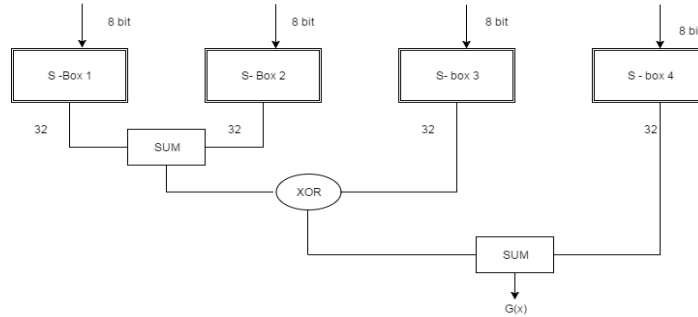 8 bit
8 bit
8 bit
8 bit
S -Box 1
S- Box 2
S- box 3
S - box 4
32
32
32
32
SUM
XOR
SUM
G(x)